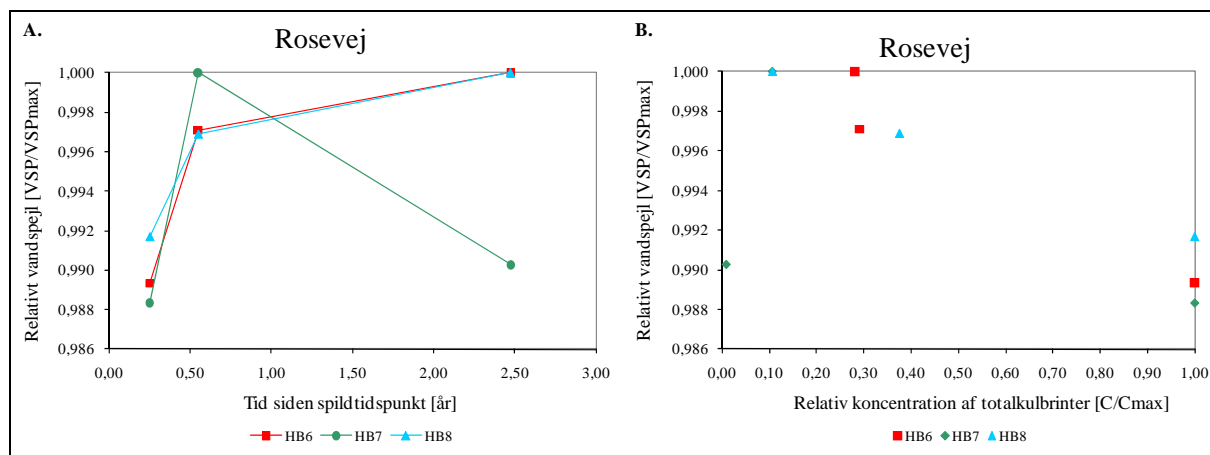 A.
Rosevej
Relativt vandspejl [VSP/VSPmax]
1,000
0,998
0,996
0,994
0,992
0,990
0,988
0,986
0,00 0,50 1,00 1,50 2,00 2,50 3,00
Tid siden spildtidspunkt [år]
HB6 HB7 HB8
B.
Rosevej
Relativt vandspejl [VSP/VSPmax]
1,000
0,998
0,996
0,994
0,992
0,990
0,988
0,986
0,00 0,10 0,20 0,30 0,40 0,50 0,60 0,70 0,80 0,90 1,00
Relativ koncentration af totalkulbrinter [C/Cmax]
HB6 HB7 HB8